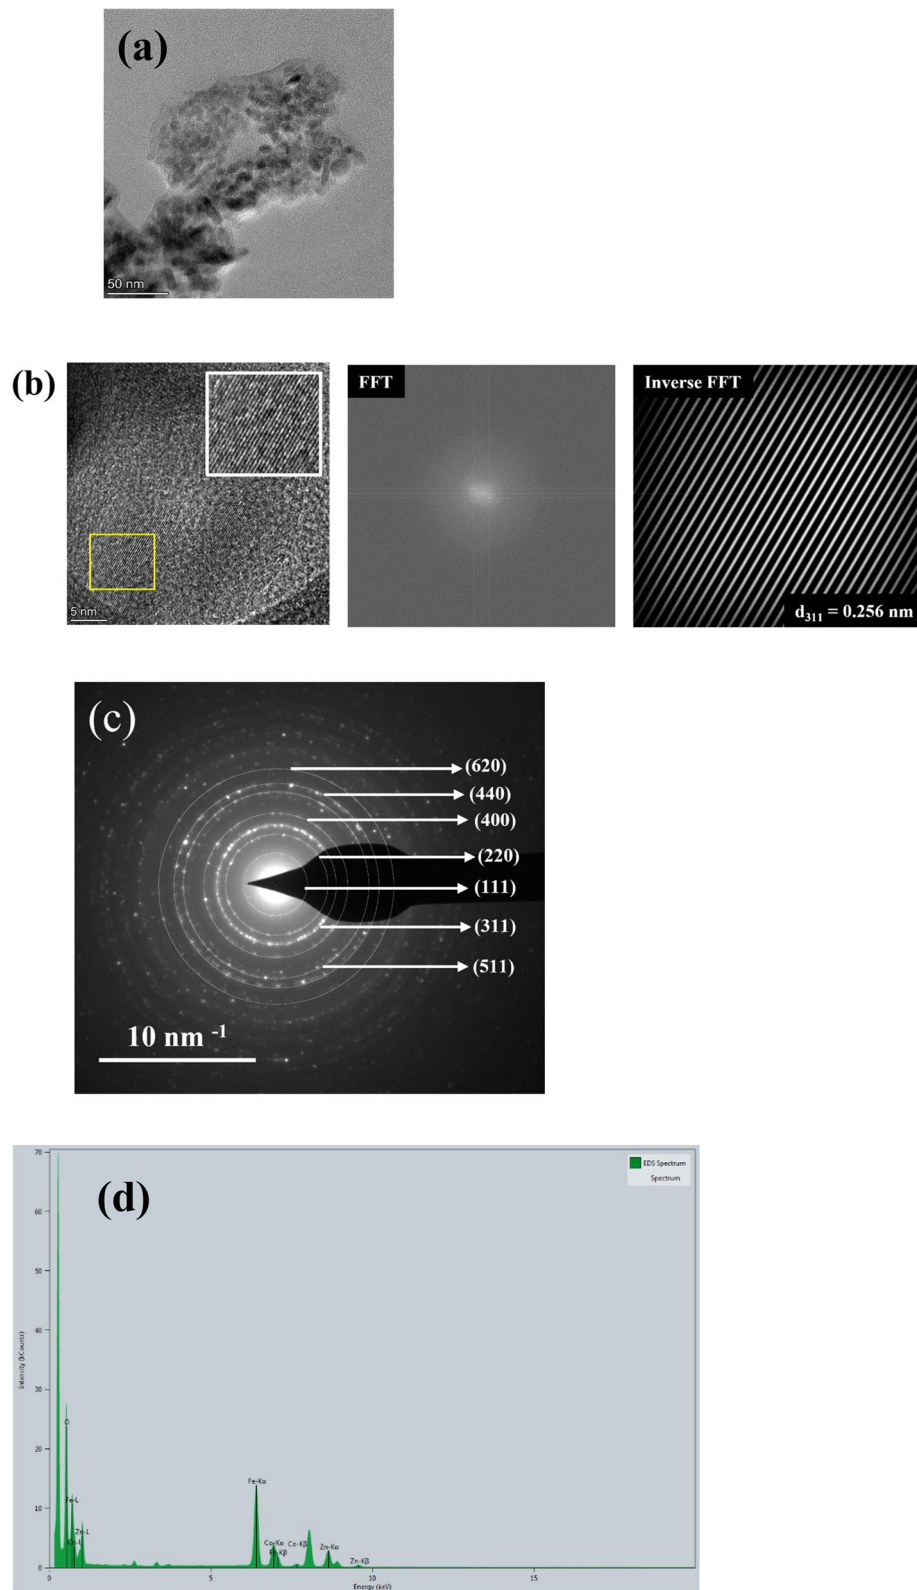 (a)
50 nm
(b)
5 nm
FFT
Inverse FFT
d₃₁₁ = 0.256 nm
(c)
(620)
(440)
(400)
(220)
(111)
(311)
(511)
10 nm ⁻¹
(d)
EDS Spectrum
Spectrum
Intensity (kCounts)
70
60
50
40
30
20
10
0
O
Fe-L
Zn-L
Co-L
Fe-Kα
Co-Kα
Fe-Kβ
Co-Kβ
Zn-Kα
Zn-Kβ
0
5
10
15
Energy (keV)